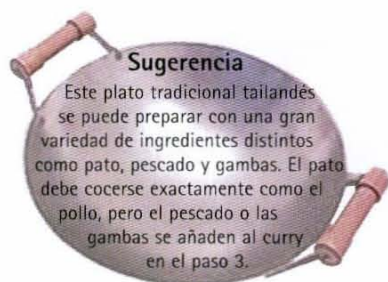 Sugerencia
Este plato tradicional tailandés
se puede preparar con una gran
variedad de ingredientes distintos
como pato, pescado y gambas. El pato
debe cocerse exactamente como el
pollo, pero el pescado o las
gambas se añaden al curry
en el paso 3.